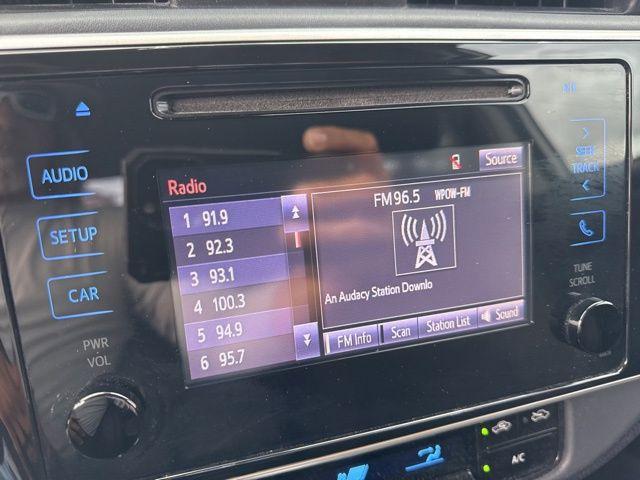 AUDIO
SETUP
CAR
PWR
VOL
Radio
1 91.9
2 92.3
3 93.1
4 100.3
5 94.9
6 95.7
Source
FM 96.5 WPOW-FM
An Audacy Station Downlo
FM Info
Scan
Station List
Sound
SEEK
TRACK
TUNE
SCROLL
A/C